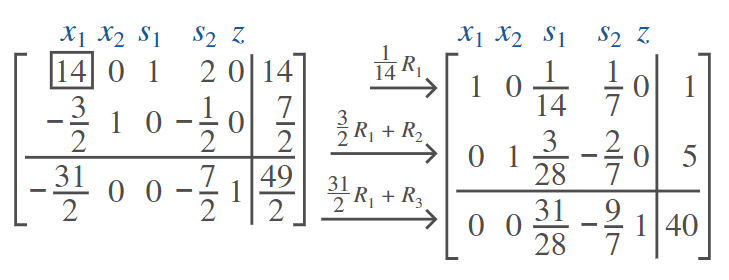 x₁ x₂ s₁ s₂ z
14 0 1 2 0 14
-3/2 1 0 -1/2 0 7/2
-31/2 0 0 -7/2 1 49/2
1/14 R₁
3/2 R₁ + R₂
31/2 R₁ + R₃
x₁ x₂ s₁ s₂ z
1 0 1/14 1/7 0 1
0 1 3/28 -2/7 0 5
0 0 31/28 -9/7 1 40